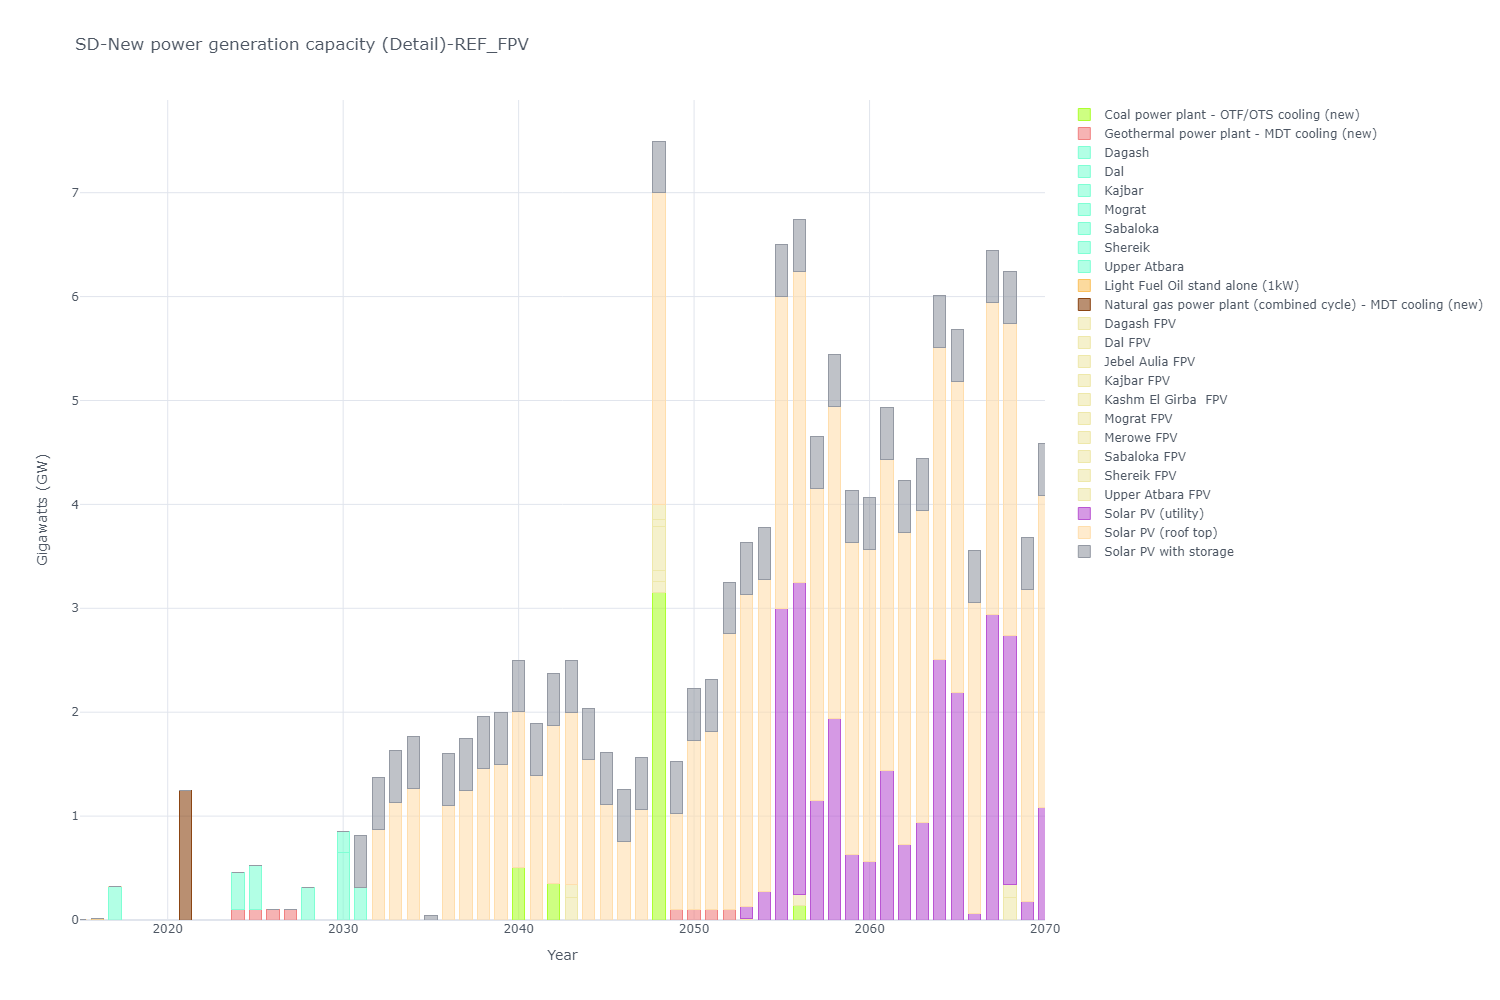 SD-New power generation capacity (Detail)-REF_FPV
Gigawatts (GW)
7
6
5
4
3
2
1
0
2020
2030
2040
2050
2060
2070
Year
Coal power plant - OTF/OTS cooling (new)
Geothermal power plant - MDT cooling (new)
Dagash
Dal
Kajbar
Mograt
Sabaloka
Shereik
Upper Atbara
Light Fuel Oil stand alone (1kW)
Natural gas power plant (combined cycle) - MDT cooling (new)
Dagash FPV
Dal FPV
Jebel Aulia FPV
Kajbar FPV
Kashm El Girba  FPV
Mograt FPV
Merowe FPV
Sabaloka FPV
Shereik FPV
Upper Atbara FPV
Solar PV (utility)
Solar PV (roof top)
Solar PV with storage